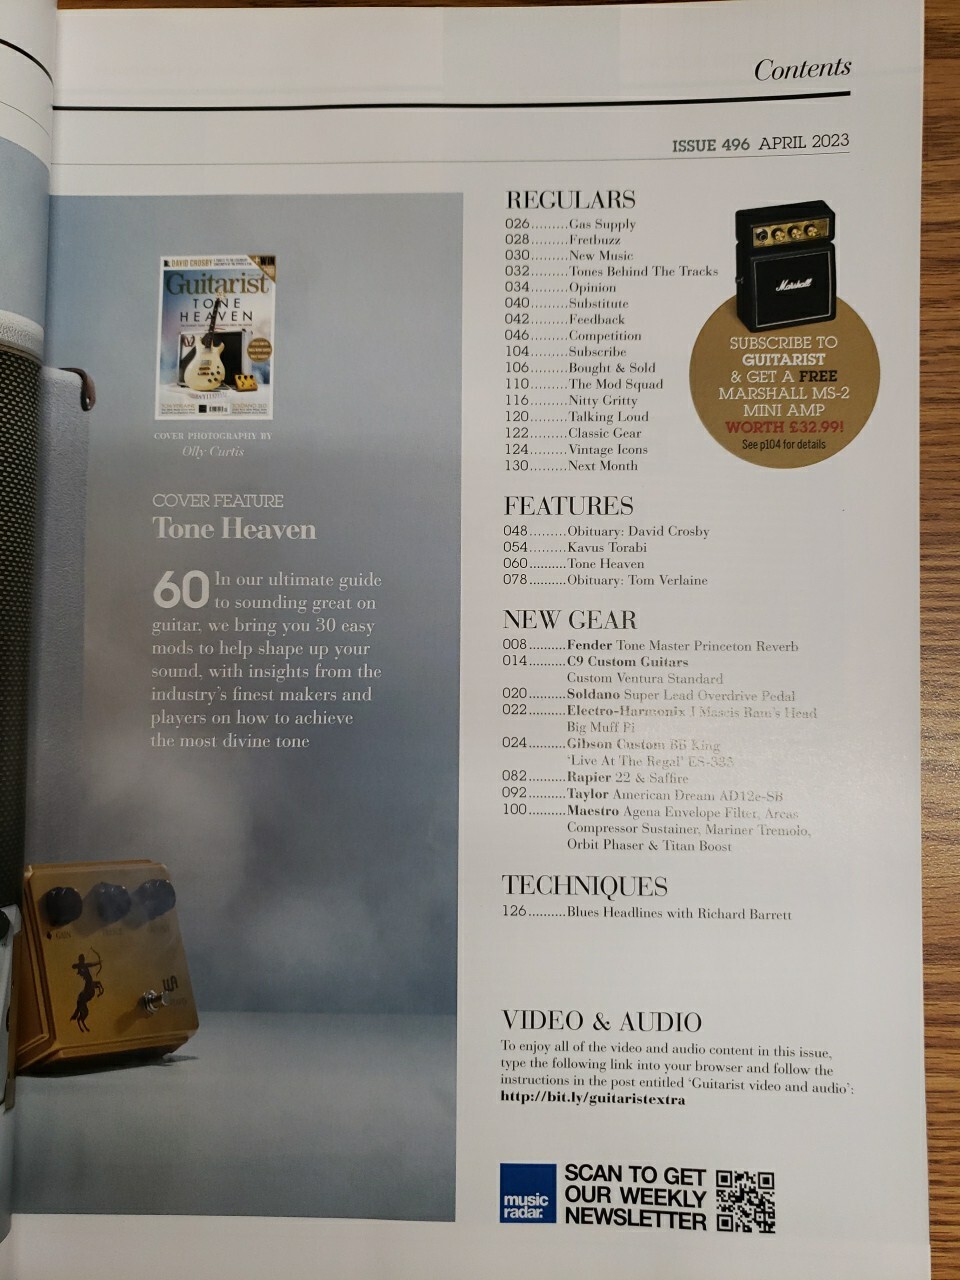 Contents
ISSUE 496 APRIL 2023
DAVID CROSBY
WIN
Guitarist
TONE
HEAVEN
COVER PHOTOGRAPHY BY
Olly Curtis
COVER FEATURE
Tone Heaven
60 In our ultimate guide
to sounding great on
guitar, we bring you 30 easy
mods to help shape up your
sound, with insights from the
industry's finest makers and
players on how to achieve
the most divine tone
REGULARS
026.........Gas Supply
028.........Fretbuzz
030.........New Music
032.........Tones Behind The Tracks
034.........Opinion
040.........Substitute
042.........Feedback
046.........Competition
104.........Subscribe
106.........Bought & Sold
110.........The Mod Squad
116.........Nitty Gritty
120.........Talking Loud
122.........Classic Gear
124.........Vintage Icons
130.........Next Month
Marshall
SUBSCRIBE TO
GUITARIST
& GET A FREE
MARSHALL MS-2
MINI AMP
WORTH £32.99!
See p104 for details
FEATURES
048.........Obituary: David Crosby
054.........Kavus Torabi
060.........Tone Heaven
078.........Obituary: Tom Verlaine
NEW GEAR
008.........Fender Tone Master Princeton Reverb
014.........C9 Custom Guitars
Custom Ventura Standard
020.........Soldano Super Lead Overdrive Pedal
022.........Electro-Harmonix J Mascis Ram's Head
Big Muff Pi
024.........Gibson Custom BB King
'Live At The Regal' ES-335
082.........Rapier 22 & Saffire
092.........Taylor American Dream AD12e-SB
100.........Maestro Agena Envelope Filter, Arcas
Compressor Sustainer, Mariner Tremolo,
Orbit Phaser & Titan Boost
TECHNIQUES
126.........Blues Headlines with Richard Barrett
VIDEO & AUDIO
To enjoy all of the video and audio content in this issue,
type the following link into your browser and follow the
instructions in the post entitled 'Guitarist video and audio':
http://bit.ly/guitaristextra
music
radar.
SCAN TO GET
OUR WEEKLY
NEWSLETTER